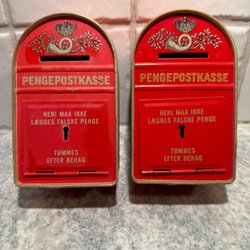 PENGEPOSTKASSE
HERI MAA IKKE
LÆGGES FALSKE PENGE
TØMMES
EFTER BEHAG
PENGEPOSTKASSE
HERI MAA IKKE
LÆGGES FALSKE PENGE
TØMMES
EFTER BEHAG